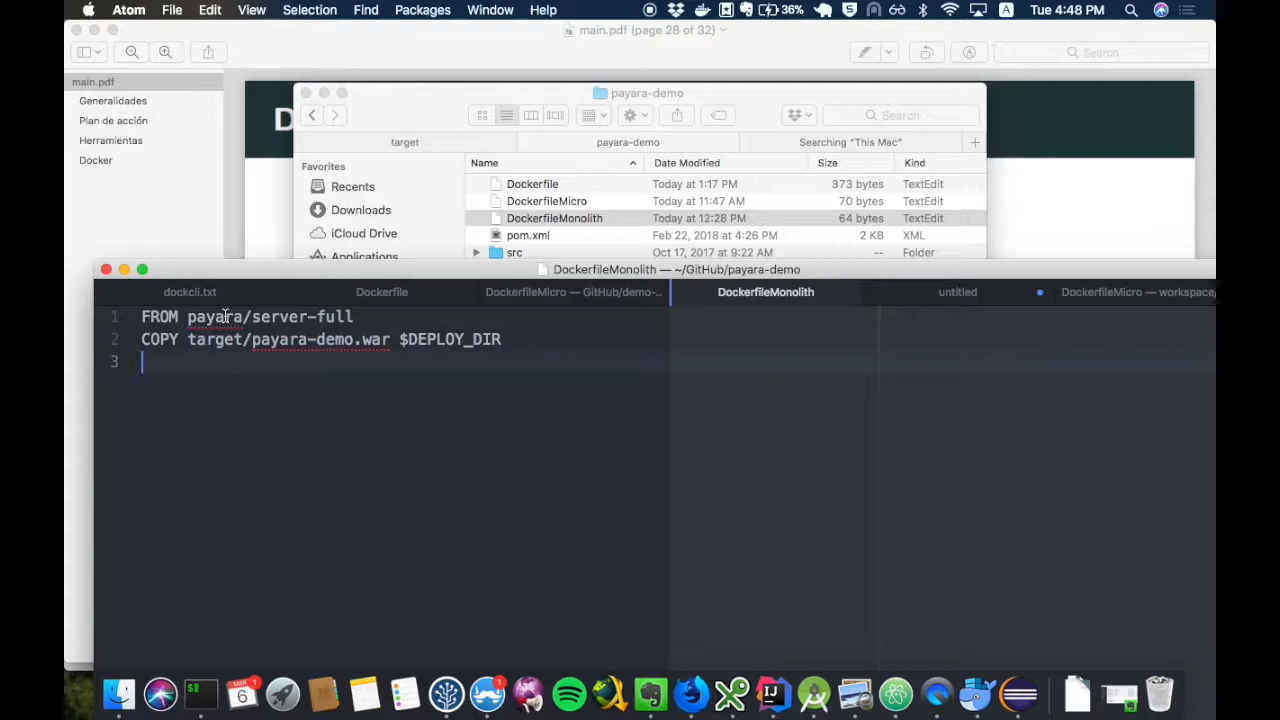 Atom File Edit View Selection Find Packages Window Help 36% A Tue 4:48 PM
main.pdf (page 28 of 32)
Search
main.pdf
Generalidades
Plan de acción
Herramientas
Docker
D
payara-demo
Search
target payara-demo Searching "This Mac"
Favorites
Recents
Downloads
iCloud Drive
Applications
Name Date Modified Size Kind
Dockerfile Today at 1:17 PM 373 bytes TextEdit
DockerfileMicro Today at 11:47 AM 70 bytes TextEdit
DockerfileMonolith Today at 12:28 PM 64 bytes TextEdit
pom.xml Feb 22, 2018 at 4:26 PM 2 KB XML
src Oct 17, 2017 at 9:22 AM -- Folder
DockerfileMonolith — ~/GitHub/payara-demo
dockcli.txt Dockerfile DockerfileMicro — GitHub/demo-... DockerfileMonolith untitled DockerfileMicro — workspace/
1 FROM payara/server-full
2 COPY target/payara-demo.war $DEPLOY_DIR
3
MAR 1
6
1